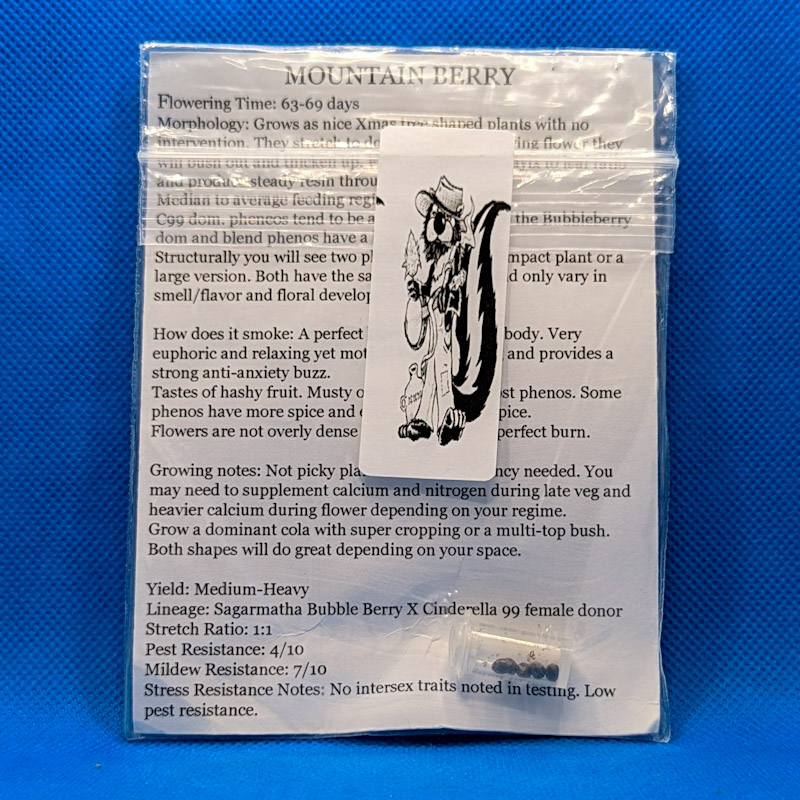 MOUNTAIN BERRY
Flowering Time: 63-69 days
Morphology: Grows as nice Xmas tree shaped plants with no
intervention. They stretch to ing flower they
will bush out and thicken up.
and produce steady resin throu
Median to average feeding regi
C99 dom. phenoes tend to be a the Bubbleberry
dom and blend phenos have a
Structurally you will see two pl mpact plant or a
large version. Both have the sa d only vary in
smell/flavor and floral develop
How does it smoke: A perfect body. Very
euphoric and relaxing yet mot and provides a
strong anti-anxiety buzz.
Tastes of hashy fruit. Musty o st phenos. Some
phenos have more spice and pice.
Flowers are not overly dense perfect burn.
Growing notes: Not picky pla ncy needed. You
may need to supplement calcium and nitrogen during late veg and
heavier calcium during flower depending on your regime.
Grow a dominant cola with super cropping or a multi-top bush.
Both shapes will do great depending on your space.
Yield: Medium-Heavy
Lineage: Sagarmatha Bubble Berry X Cinderella 99 female donor
Stretch Ratio: 1:1
Pest Resistance: 4/10
Mildew Resistance: 7/10
Stress Resistance Notes: No intersex traits noted in testing. Low
pest resistance.